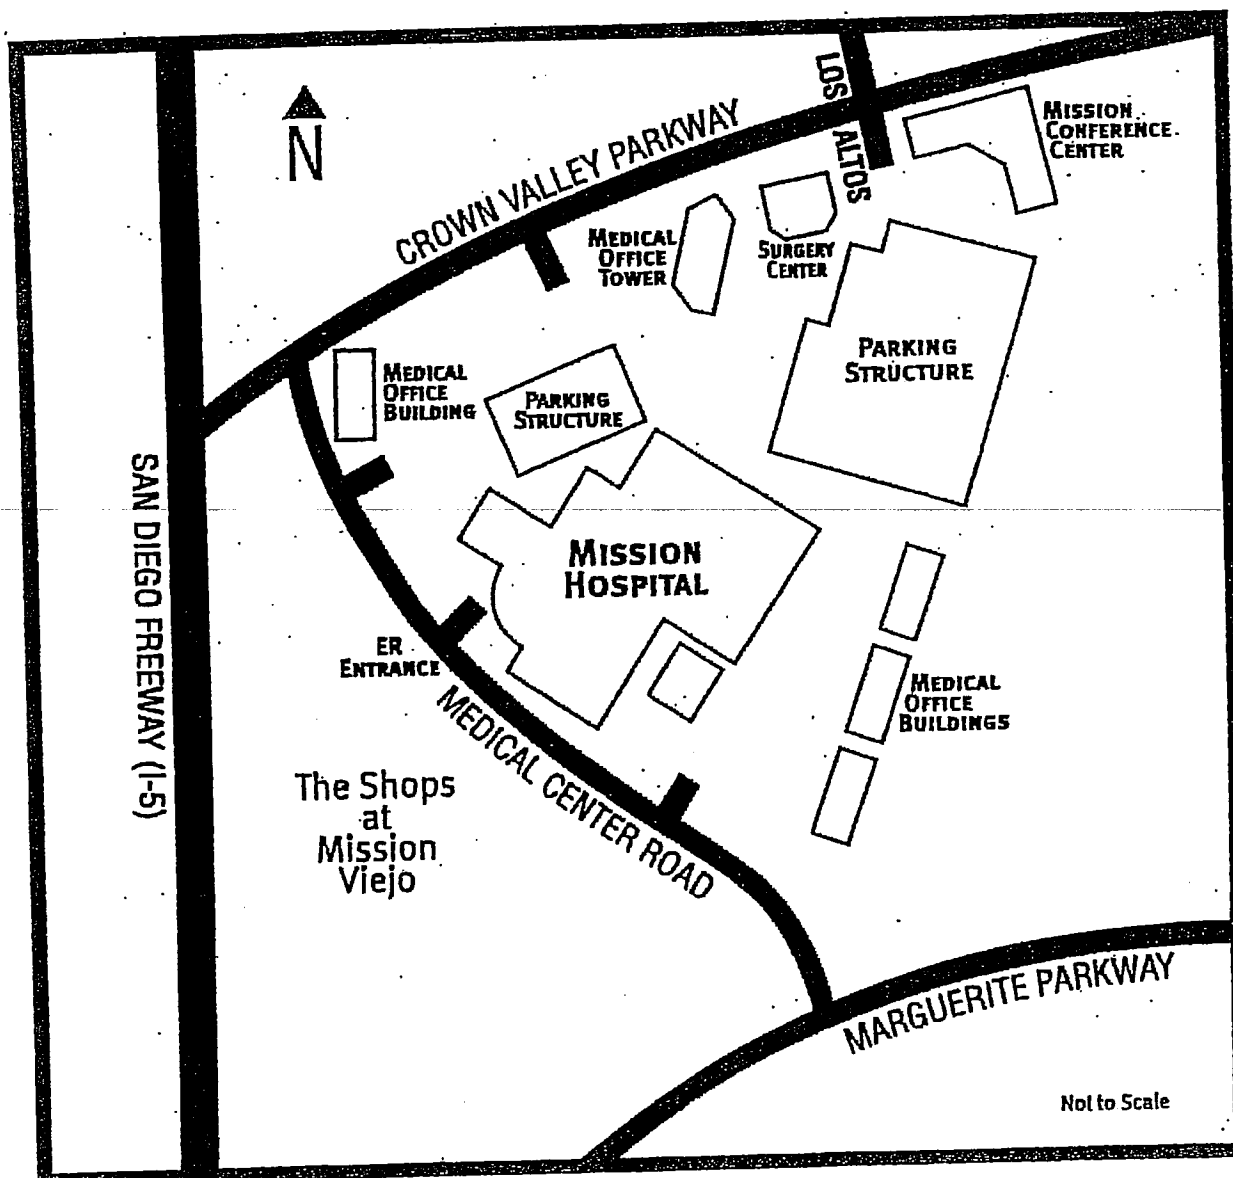 LOS
ALTOS
MISSION
CONFERENCE
CENTER
CROWN VALLEY PARKWAY
N
MEDICAL
OFFICE
TOWER
SURGERY
CENTER
PARKING
STRUCTURE
MEDICAL
OFFICE
BUILDING
PARKING
STRUCTURE
SAN DIEGO FREEWAY (I-5)
MISSION
HOSPITAL
ER
ENTRANCE
MEDICAL
OFFICE
BUILDINGS
MEDICAL CENTER ROAD
The Shops
at
Mission
Viejo
MARGUERITE PARKWAY
Not to Scale